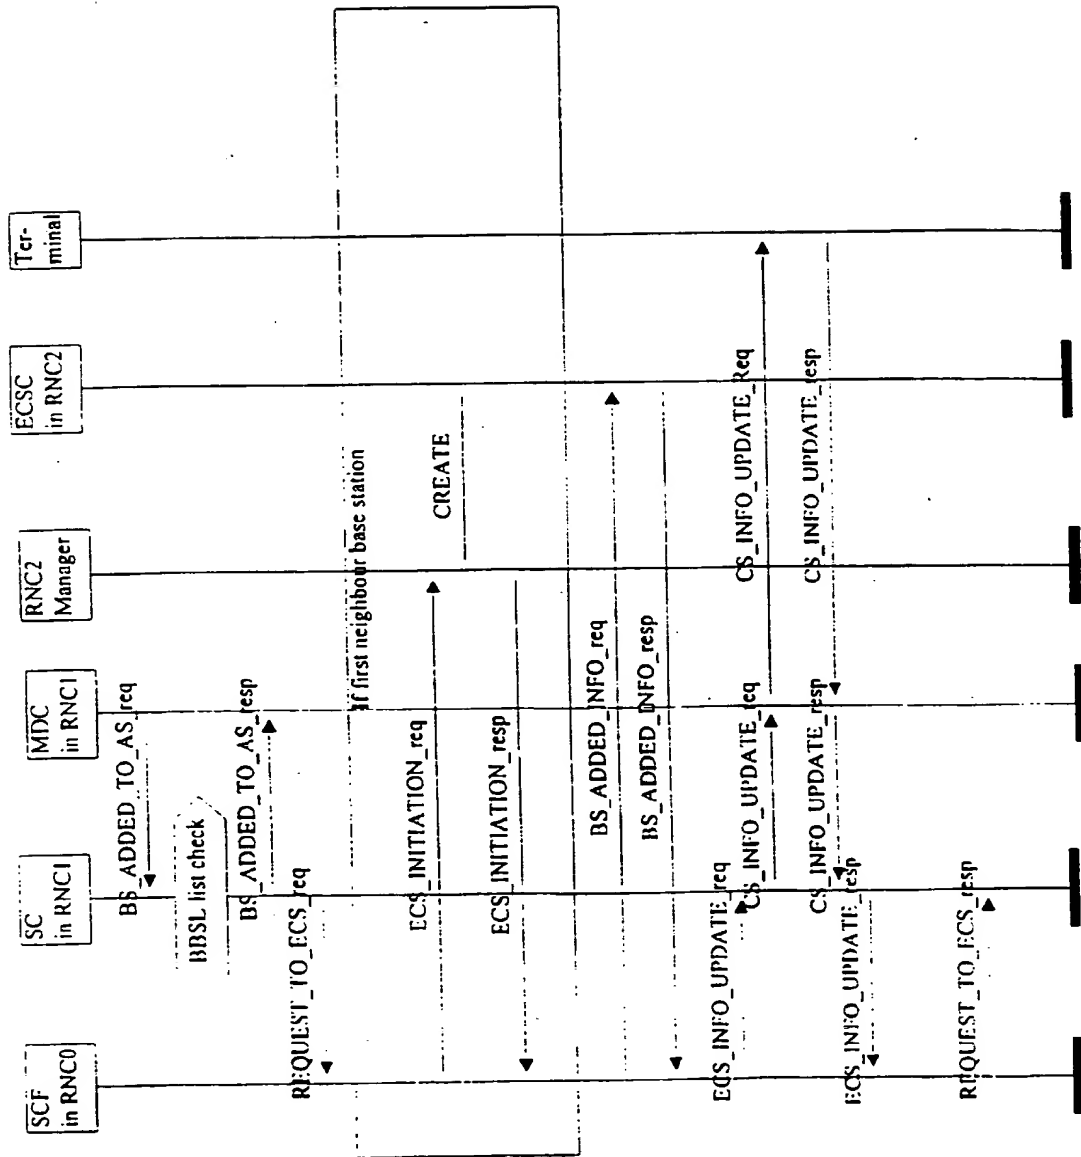 SCF
in RNC0
SC
in RNC1
MDC
in RNC1
RNC2
Manager
ECSC
in RNC2
Ter-
minal
BS_ADDED_TO_AS_req
BBSL list check
BS_ADDED_TO_AS_resp
REQUEST_TO_ECS_req
If first neighbour base station
ECS_INITIATION_req
CREATE
ECS_INITIATION_resp
BS_ADDED_INFO_req
BS_ADDED_INFO_resp
ECS_INFO_UPDATE_req
CS_INFO_UPDATE_req
CS_INFO_UPDATE_Req
CS_INFO_UPDATE_resp
CS_INFO_UPDATE_resp
ECS_INFO_UPDATE_resp
REQUEST_TO_ECS_resp